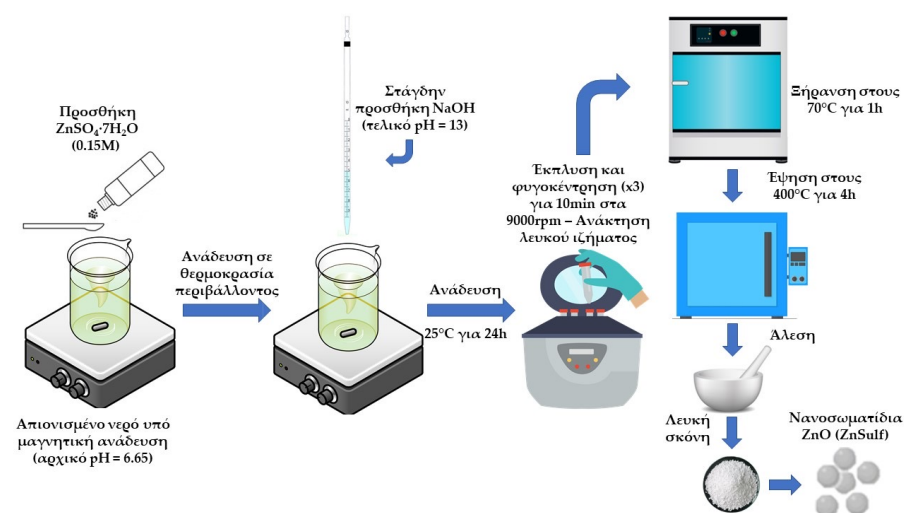 Προσθήκη
ZnSO₄·7H₂O
(0.15M)
Απιονισμένο νερό υπό
μαγνητική ανάδευση
(αρχικό pH = 6.65)
Ανάδευση σε
θερμοκρασία
περιβάλλοντος
Στάγδην
προσθήκη NaOH
(τελικό pH = 13)
Ανάδευση
25°C για 24h
Έκπλυση και
φυγοκέντρηση (x3)
για 10min στα
9000rpm – Ανάκτηση
λευκού ιζήματος
Ξήρανση στους
70°C για 1h
Έψηση στους
400°C για 4h
Άλεση
Λευκή
σκόνη
Νανοσωματίδια
ZnO (ZnSulf)